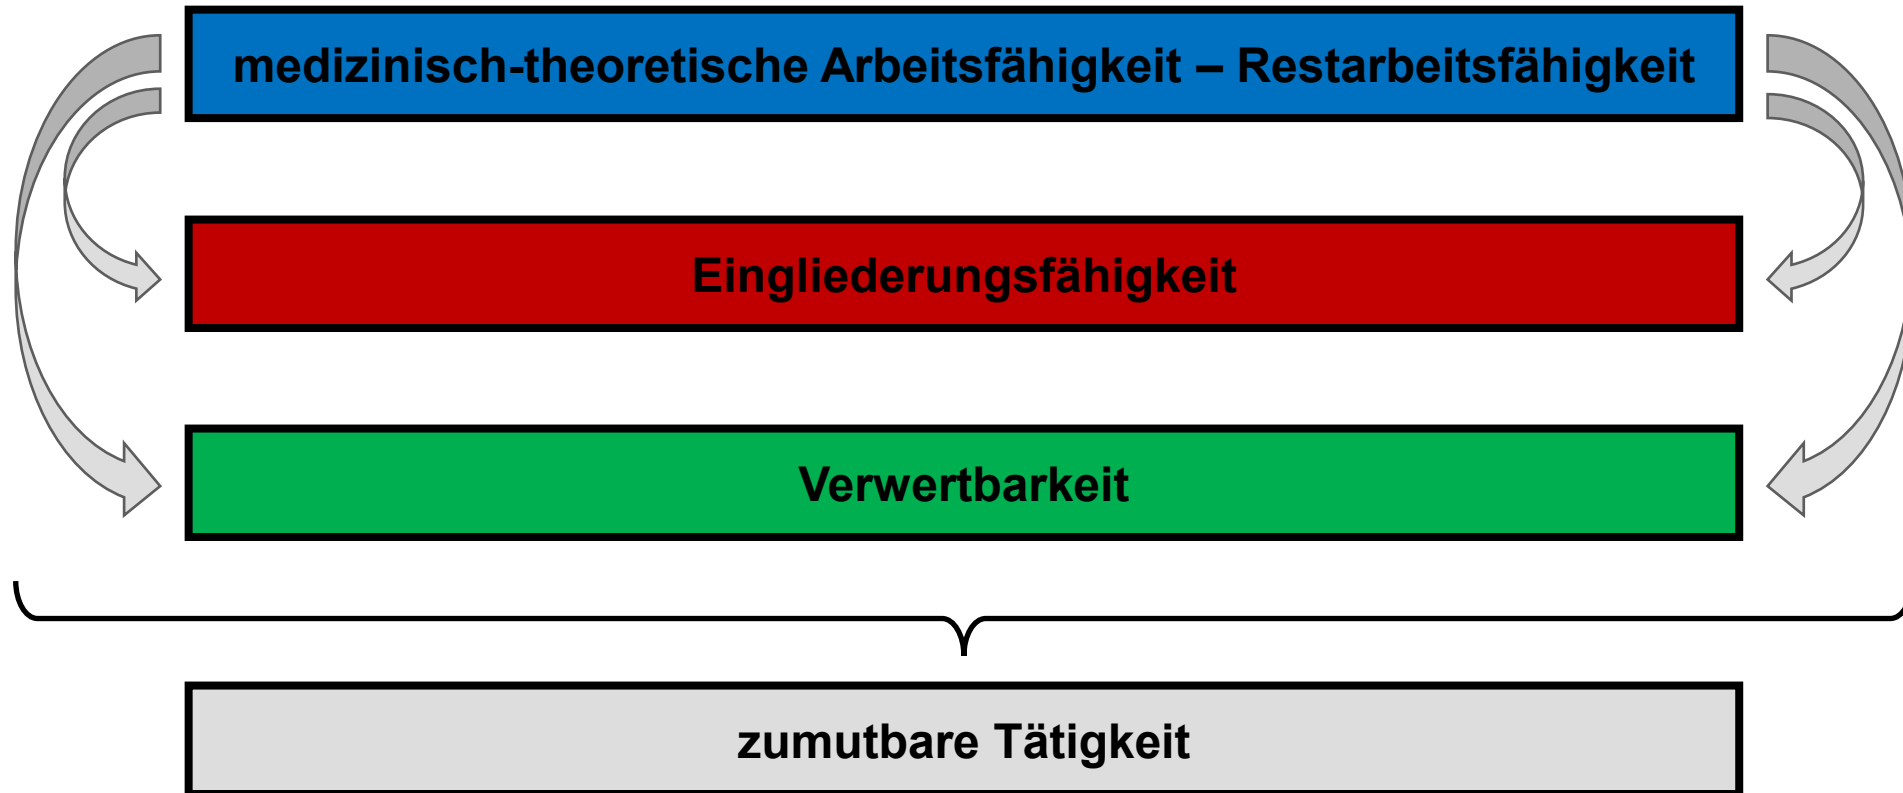 medizinisch-theoretische Arbeitsfähigkeit – Restarbeitsfähigkeit
Eingliederungsfähigkeit
Verwertbarkeit
zumutbare Tätigkeit